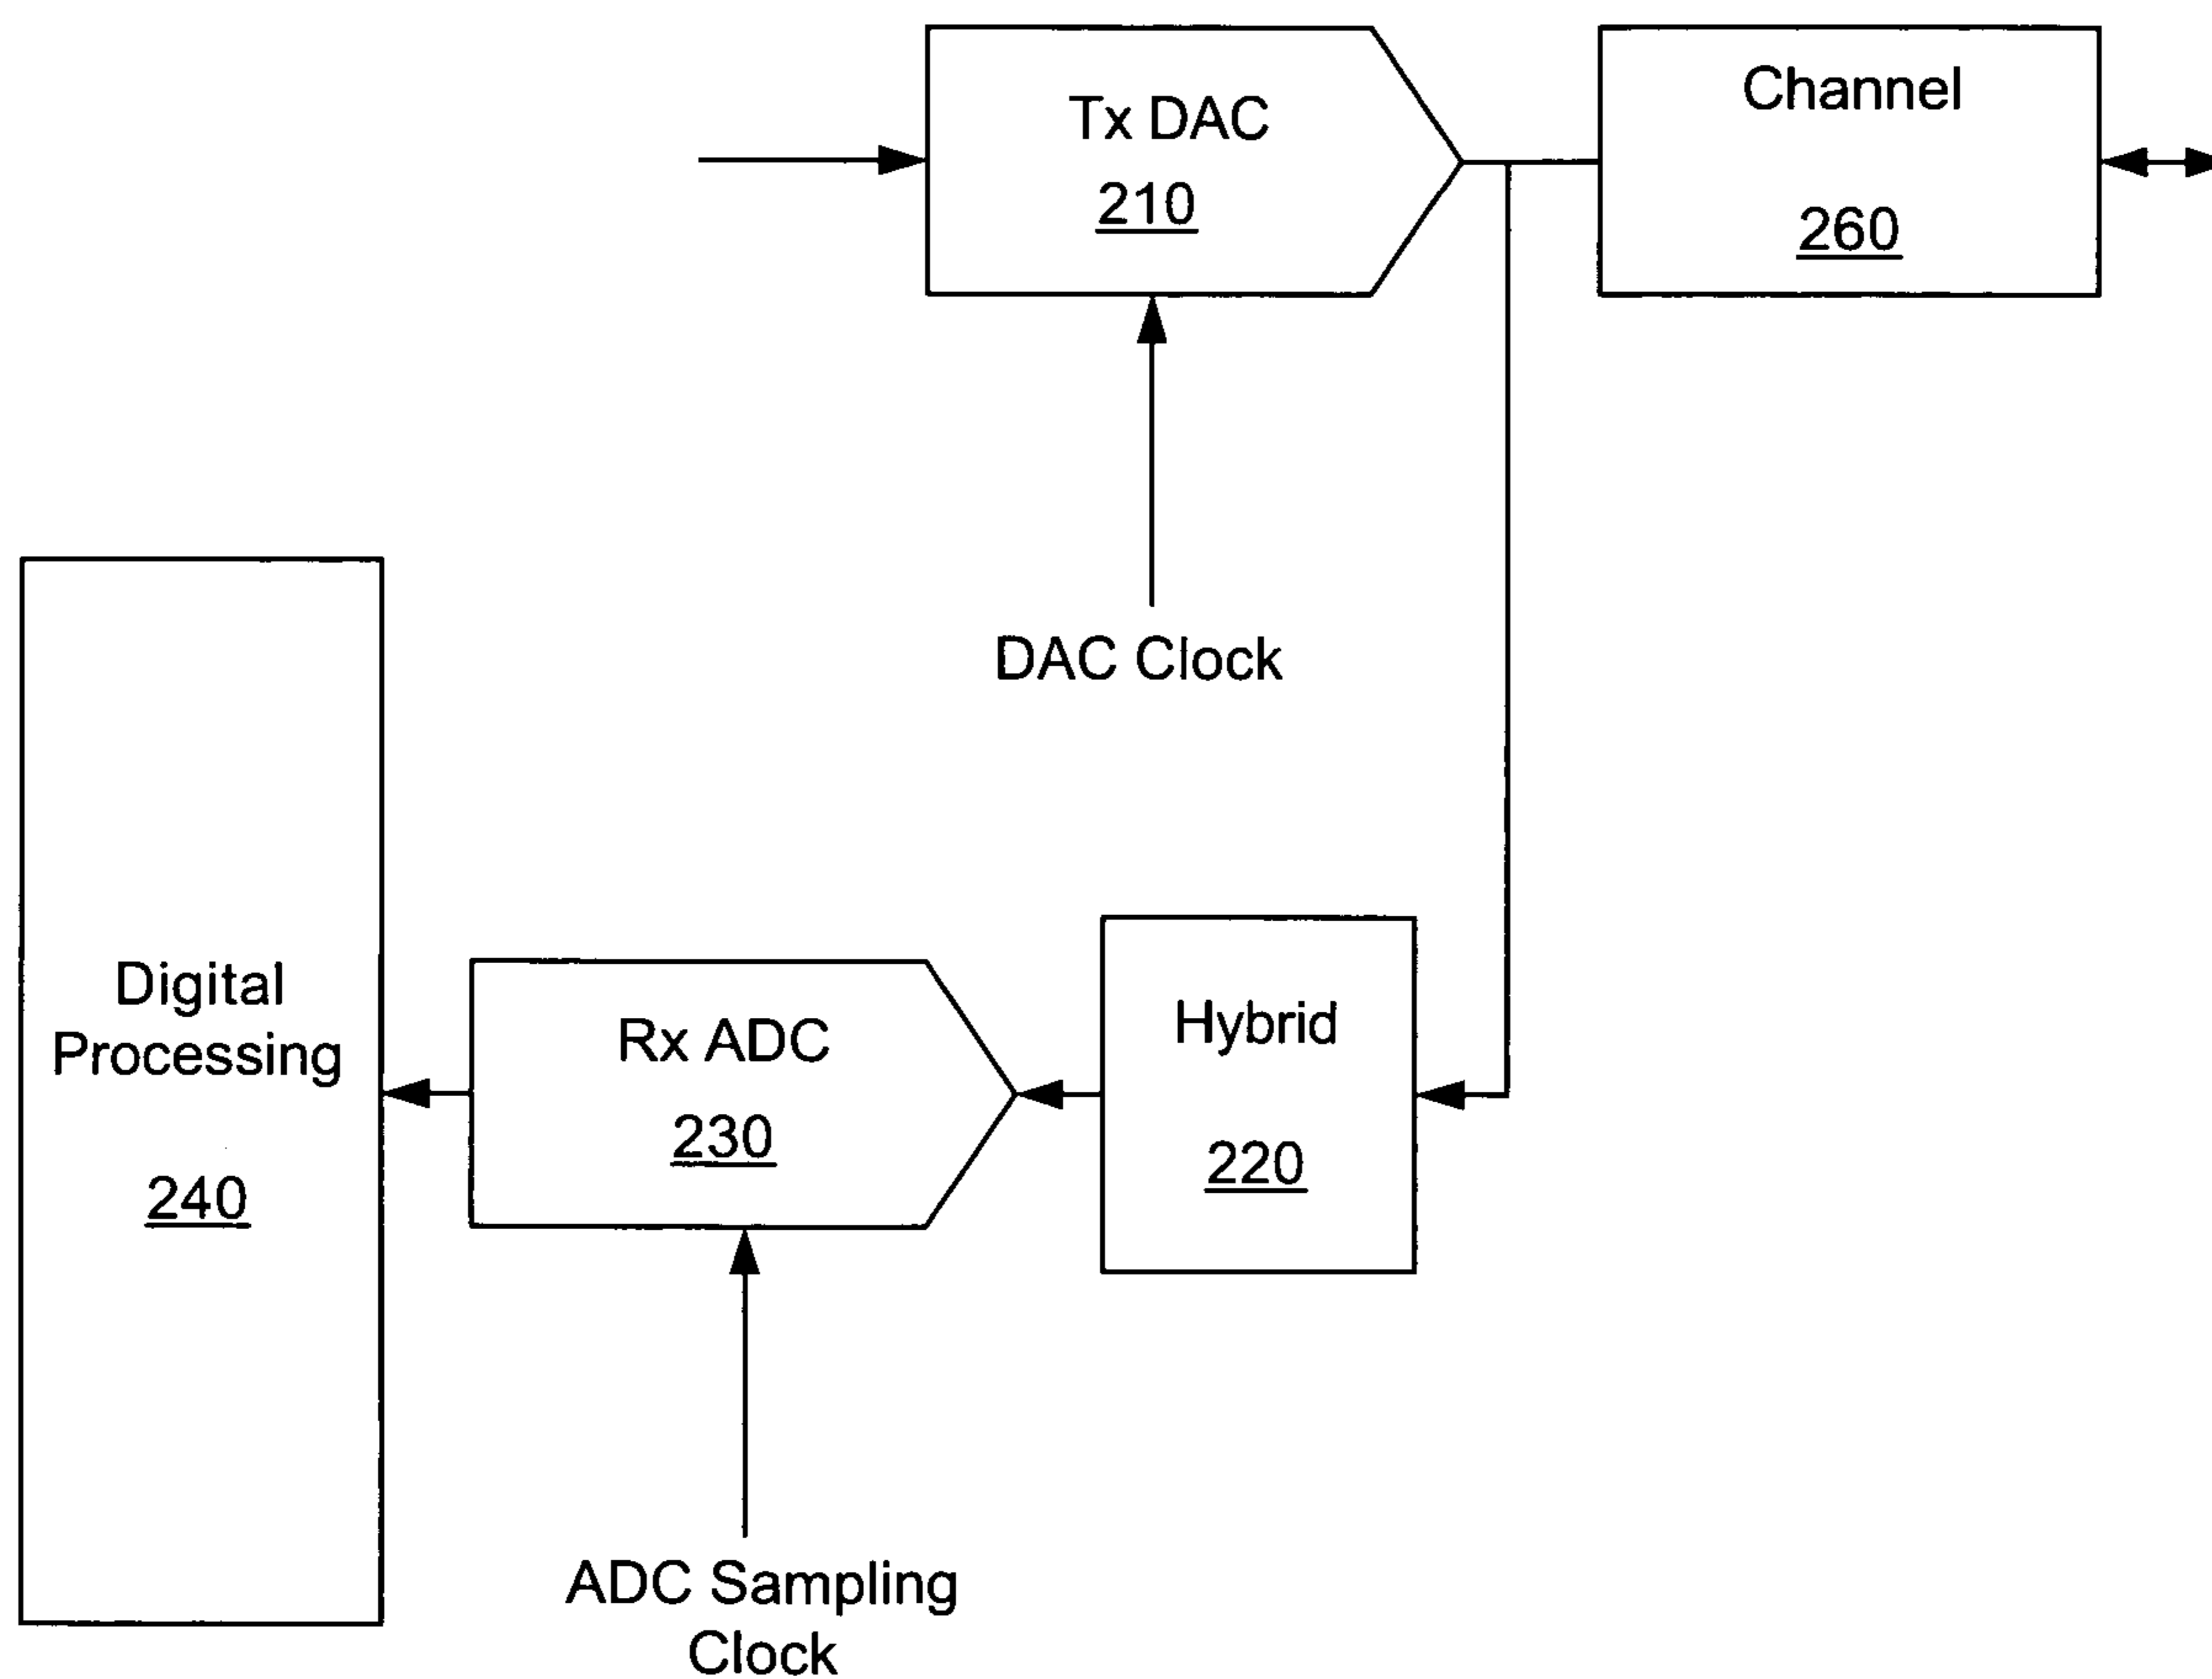 Tx DAC
210
Channel
260
DAC Clock
Digital
Processing
240
Rx ADC
230
Hybrid
220
ADC Sampling
Clock